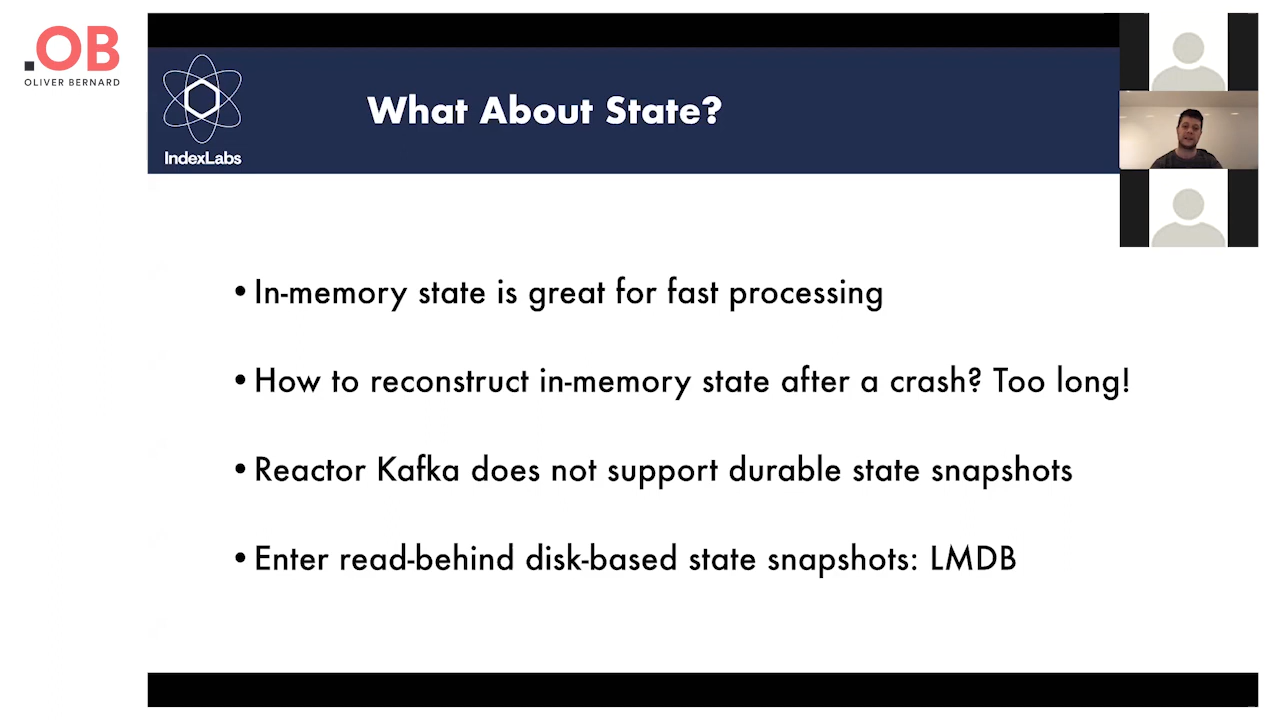 .OB
OLIVER BERNARD
IndexLabs
What About State?
• In-memory state is great for fast processing
• How to reconstruct in-memory state after a crash? Too long!
• Reactor Kafka does not support durable state snapshots
• Enter read-behind disk-based state snapshots: LMDB